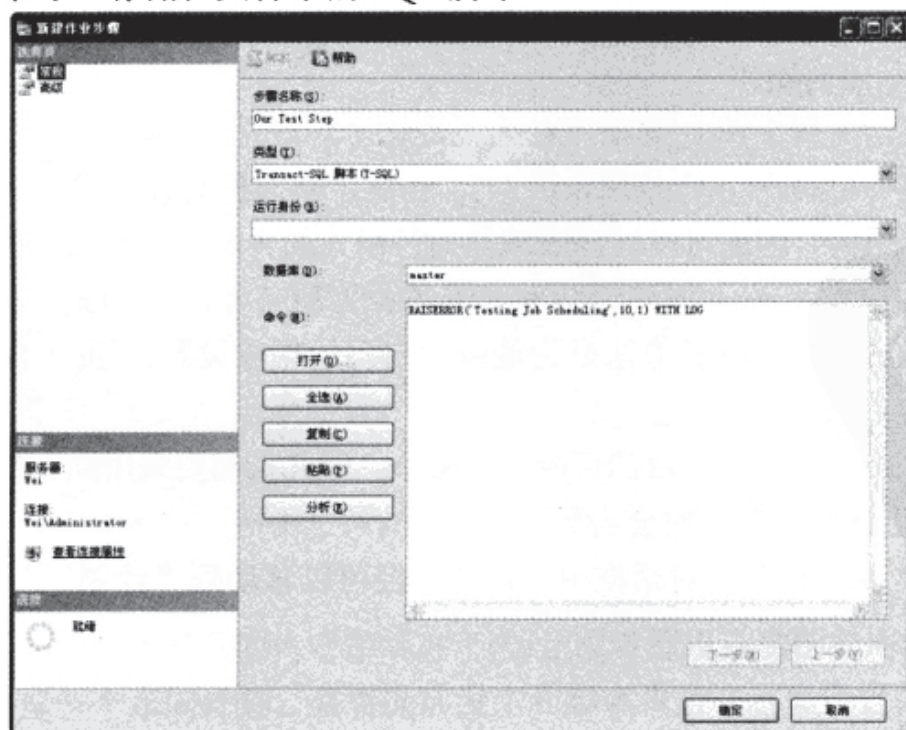 新建作业步骤
选择页
常规
高级
脚本
帮助
步骤名称(S):
Our Test Step
类型(T):
Transact-SQL 脚本(T-SQL)
运行身份(R):
数据库(D):
master
命令(M):
RAISERROR('Testing Job Scheduling',10,1) WITH LOG
打开(O)...
全选(A)
复制(C)
粘贴(P)
分析(E)
连接
服务器:
Wei
连接:
Wei\Administrator
查看连接属性
就绪
下一步(N)
上一步(V)
确定
取消